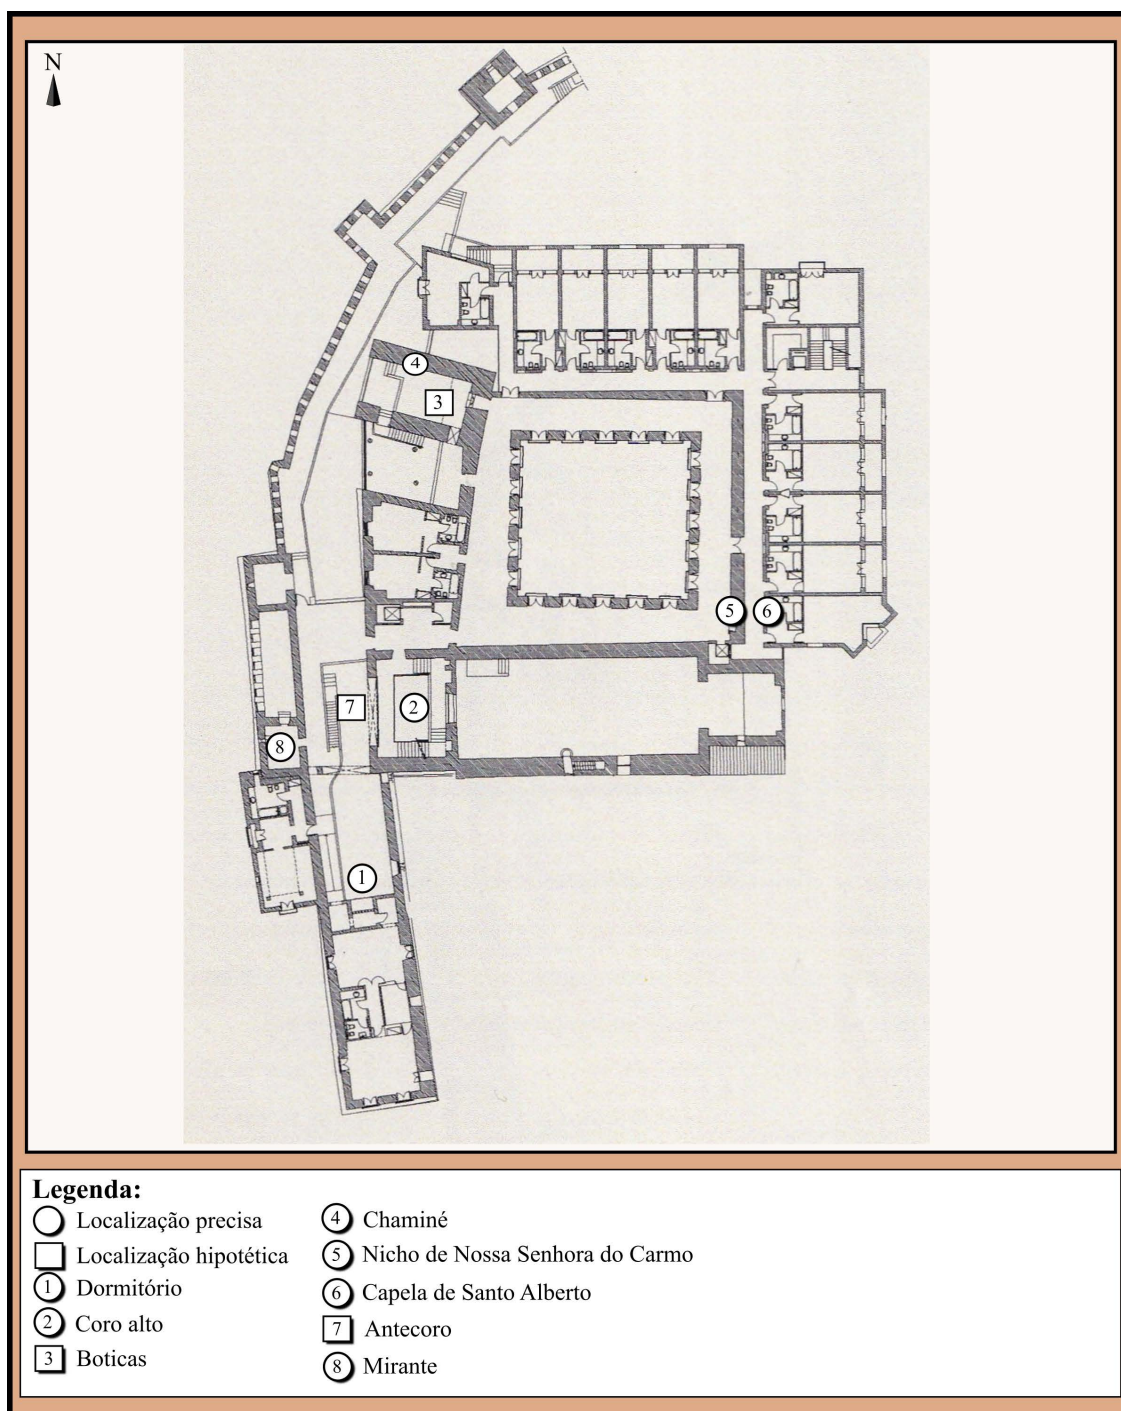 N
4
3
5
6
7
2
8
1
Legenda:
Localização precisa
Localização hipotética
1 Dormitório
2 Coro alto
3 Boticas
4 Chaminé
5 Nicho de Nossa Senhora do Carmo
6 Capela de Santo Alberto
7 Antecoro
8 Mirante